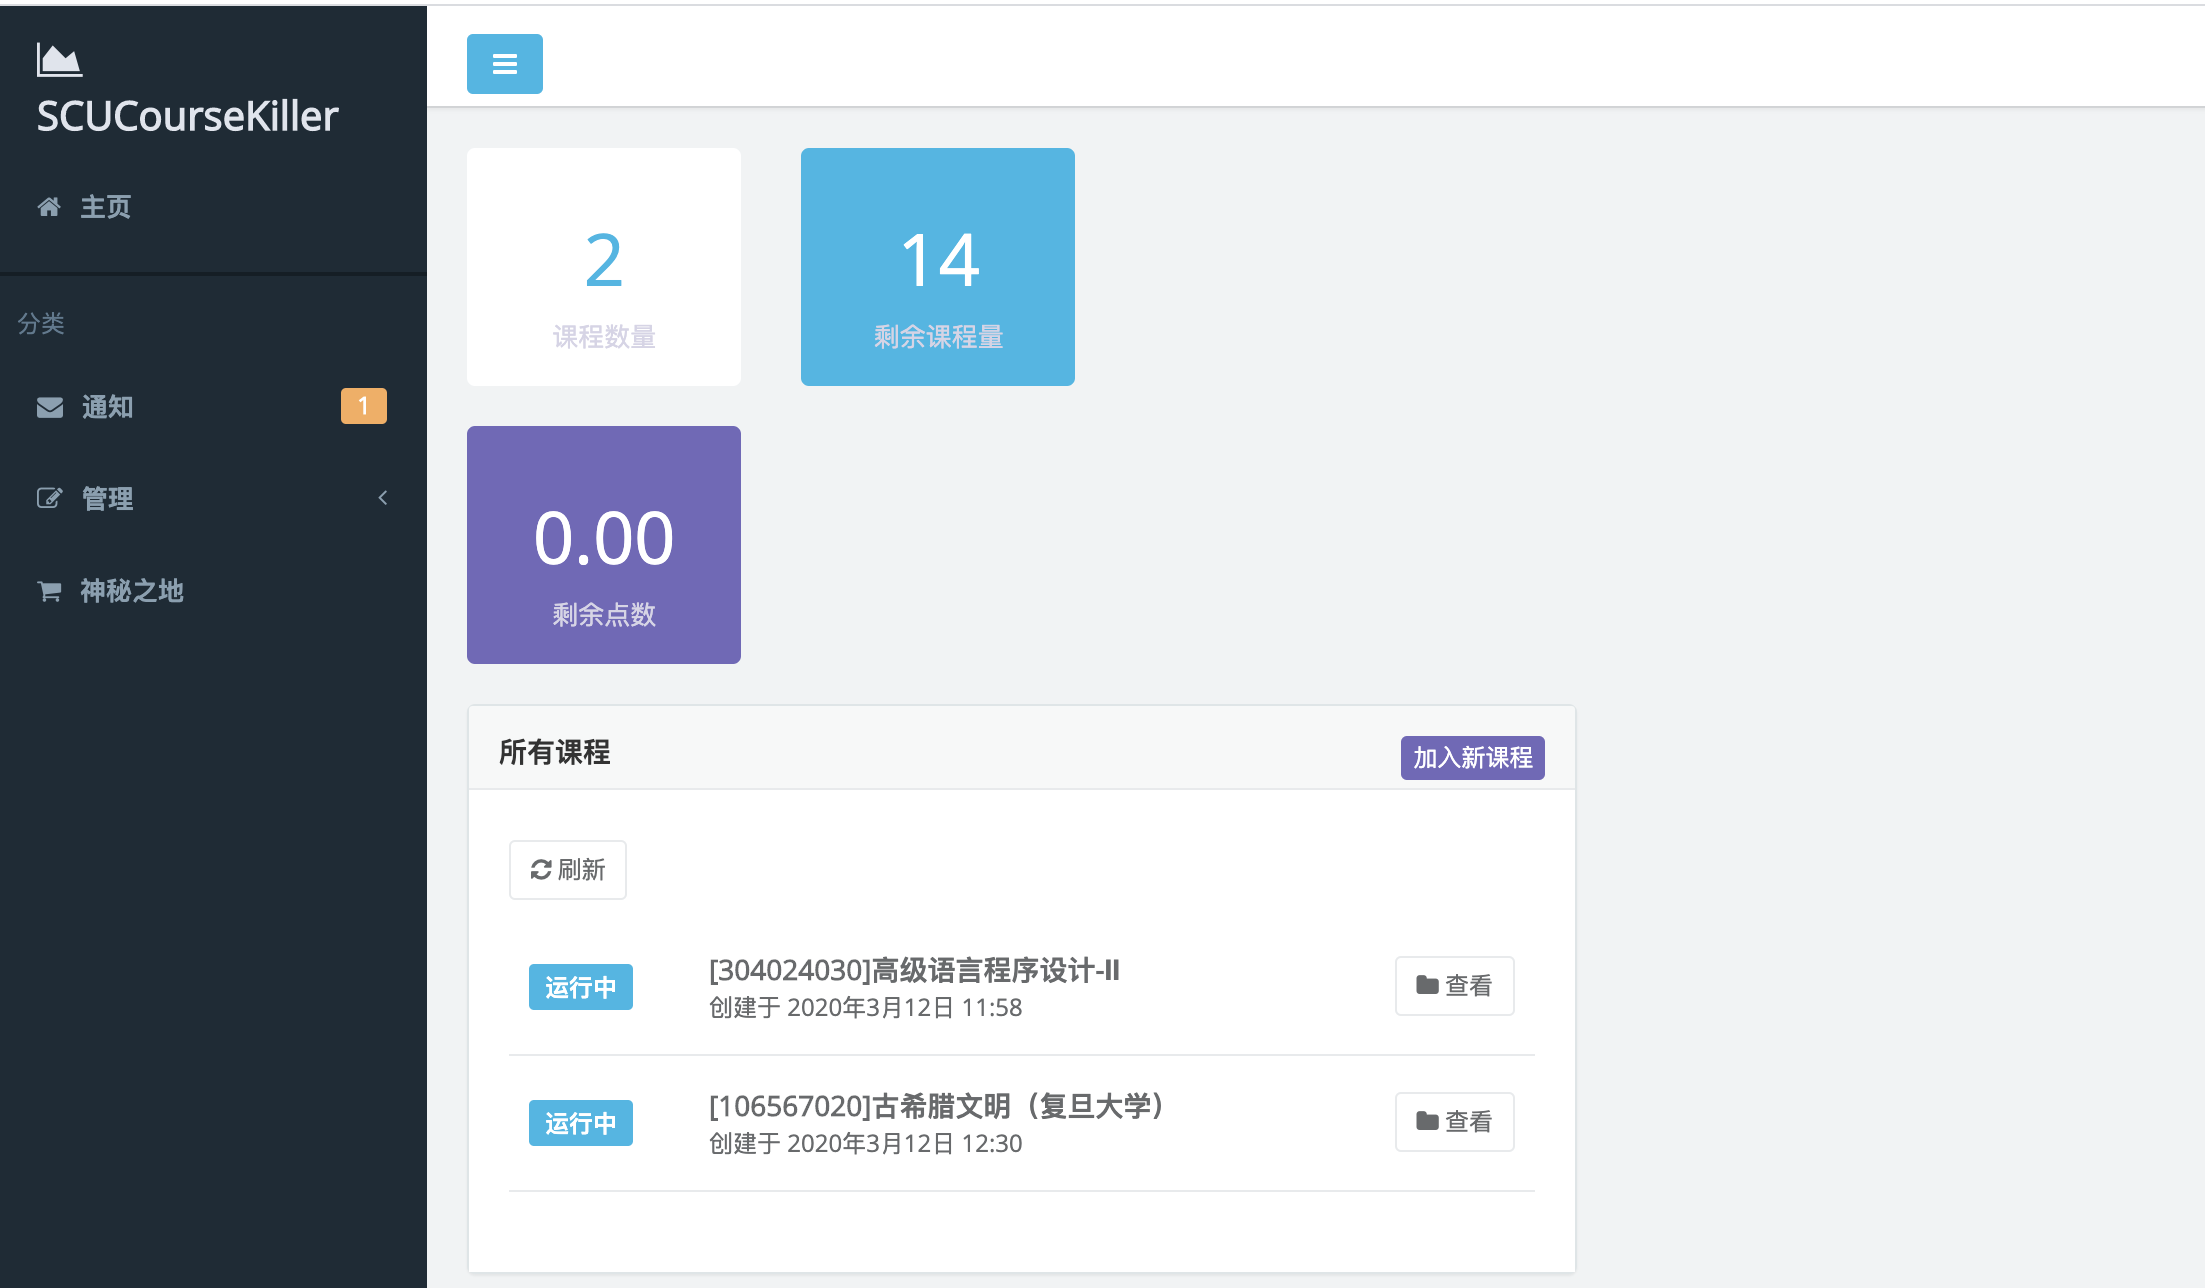 SCUCourseKiller
主页
分类
通知 1
管理
神秘之地
2
课程数量
14
剩余课程量
0.00
剩余点数
所有课程
加入新课程
刷新
运行中
[304024030]高级语言程序设计-II
创建于 2020年3月12日 11:58
查看
运行中
[106567020]古希腊文明（复旦大学）
创建于 2020年3月12日 12:30
查看